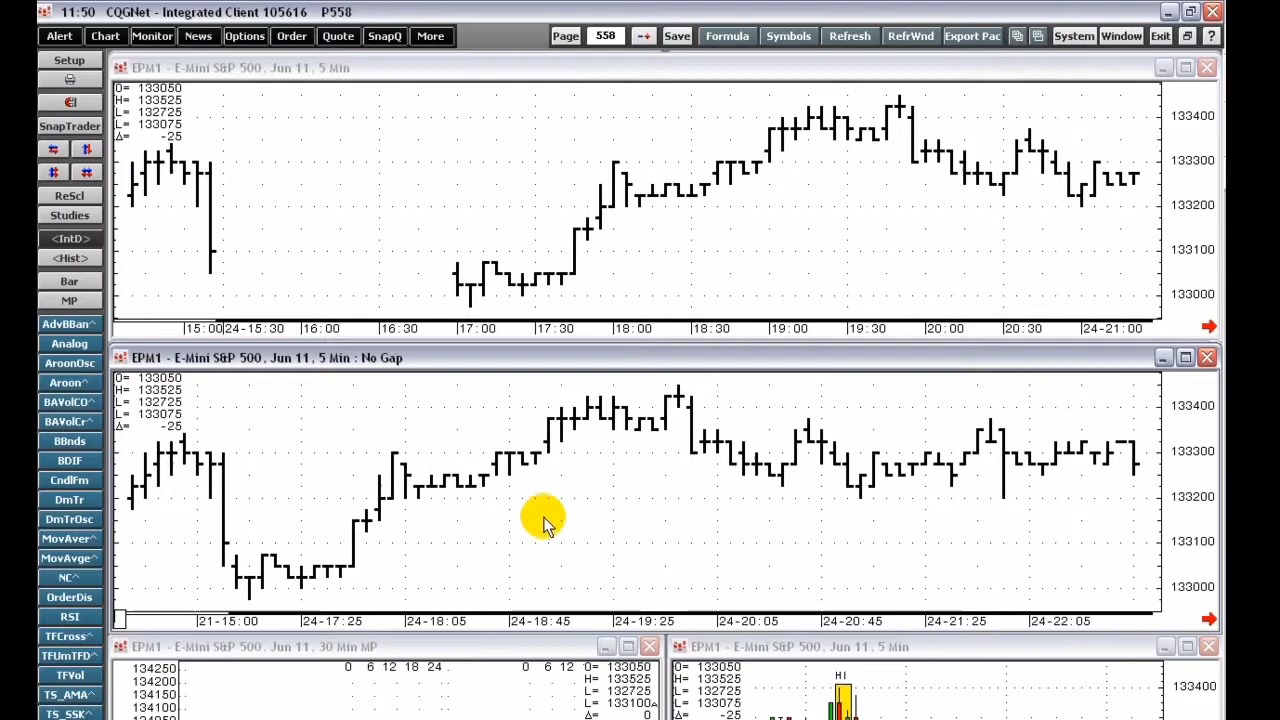 11:50 CQGNet - Integrated Client 105616 P558
Alert Chart Monitor News Options Order Quote SnapQ More Page 558 -+ Save Formula Symbols Refresh RefrWnd Export Pac System Window Exit ?
Setup
SnapTrader
ReScl
Studies
<IntD>
<Hist>
Bar
MP
AdvBBan^
Analog
AroonOsc
Aroon^
BAVolCO^
BAVolCr^
BBnds
BDIF
CndlFm
DmTr
DmTrOsc
MovAver^
MovAvge^
NC^
OrderDis
RSI
TFCross^
TFUmTFD^
TFVol
TS_AMA^
TS_SSK^
EPM1 - E-Mini S&P 500, Jun 11, 5 Min
O= 133050
H= 133525
L= 132725
L= 133075
Δ= -25
133400
133300
133200
133100
133000
15:00 24-15:30 16:00 16:30 17:00 17:30 18:00 18:30 19:00 19:30 20:00 20:30 24-21:00
EPM1 - E-Mini S&P 500, Jun 11, 5 Min : No Gap
O= 133050
H= 133525
L= 132725
L= 133075
Δ= -25
133400
133300
133200
133100
133000
21-15:00 24-17:25 24-18:05 24-18:45 24-19:25 24-20:05 24-20:45 24-21:25 24-22:05
EPM1 - E-Mini S&P 500, Jun 11, 30 Min MP
134250
134200
134150
134100
0 6 12 18 24 0 6 12
O= 133050
H= 133525
L= 132725
L= 133100
Δ= 0
EPM1 - E-Mini S&P 500, Jun 11, 5 Min
O= 133050
H= 133525
L= 132725
L= 133075
Δ= -25
HI
133400